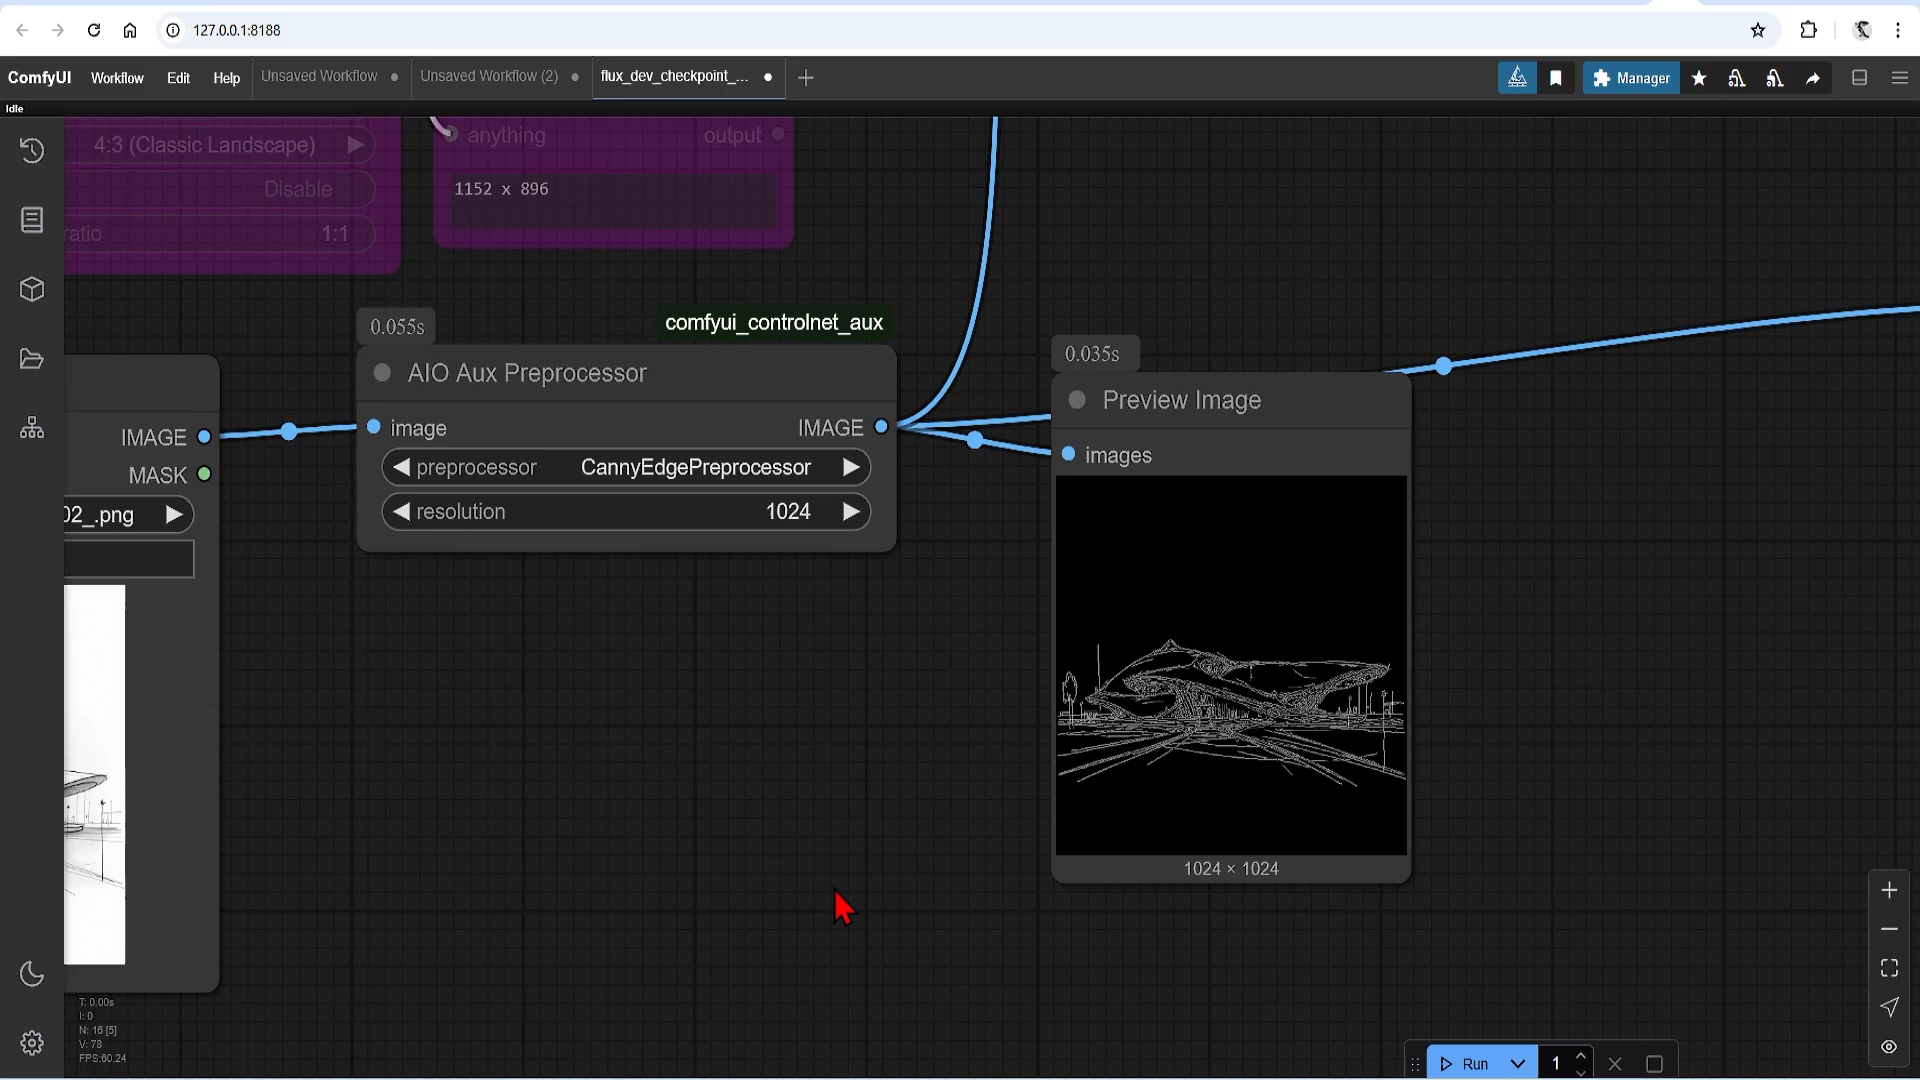 127.0.0.1:8188
ComfyUI Workflow Edit Help Unsaved Workflow Unsaved Workflow (2) flux_dev_checkpoint_... Manager
Idle
4:3 (Classic Landscape)
Disable
ratio 1:1
anything output
1152 x 896
0.055s
comfyui_controlnet_aux
AIO Aux Preprocessor
image IMAGE
preprocessor CannyEdgePreprocessor
resolution 1024
IMAGE
MASK
02_.png
0.035s
Preview Image
images
1024 × 1024
T: 0.00s
I: 0
N: 16 [5]
V: 78
FPS:60.24
Run 1